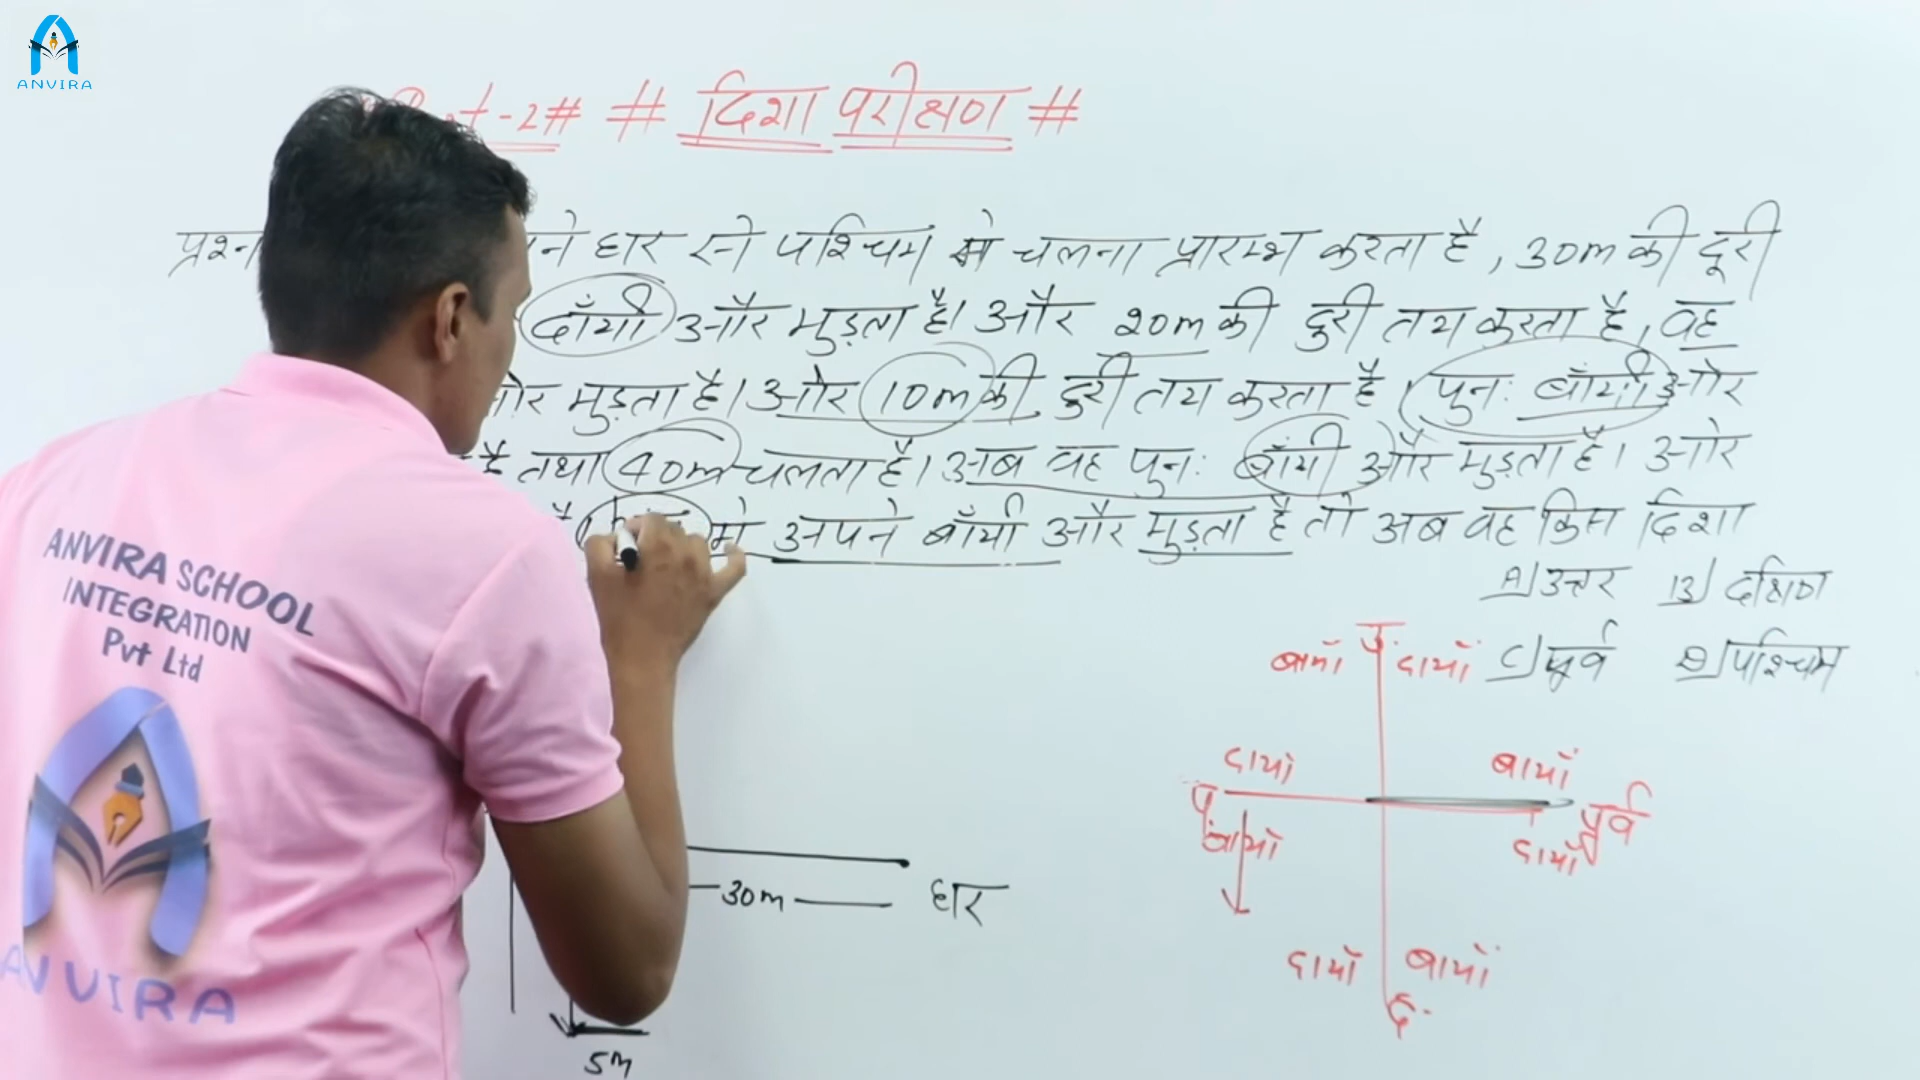 ANVIRA
-2# # दिशा परीक्षण #
प्रश्न ने घर से पश्चिम से चलना प्रारम्भ करता है, 30m की दूरी
दाँयी और मुड़ता है। और 20m की दुरी तय करता है, वह
ओर मुड़ता है। ओर 10m की दुरी तय करता है। पुनः बाँयी ओर
है तथा 40m चलता है। अब वह पुनः बाँयी और मुड़ता है। ओर
है। मे अपने बाँयी और मुड़ता है तो अब वह किस दिशा
A) उत्तर B) दक्षिण
C) पूर्व D) पश्चिम
उ.
बायाँ दायाँ
दायाँ बायाँ
प. पूर्व
बायाँ दायाँ
दायाँ बायाँ
द.
30m घर
5m
ANVIRA SCHOOL
INTEGRATION
Pvt Ltd
ANVIRA